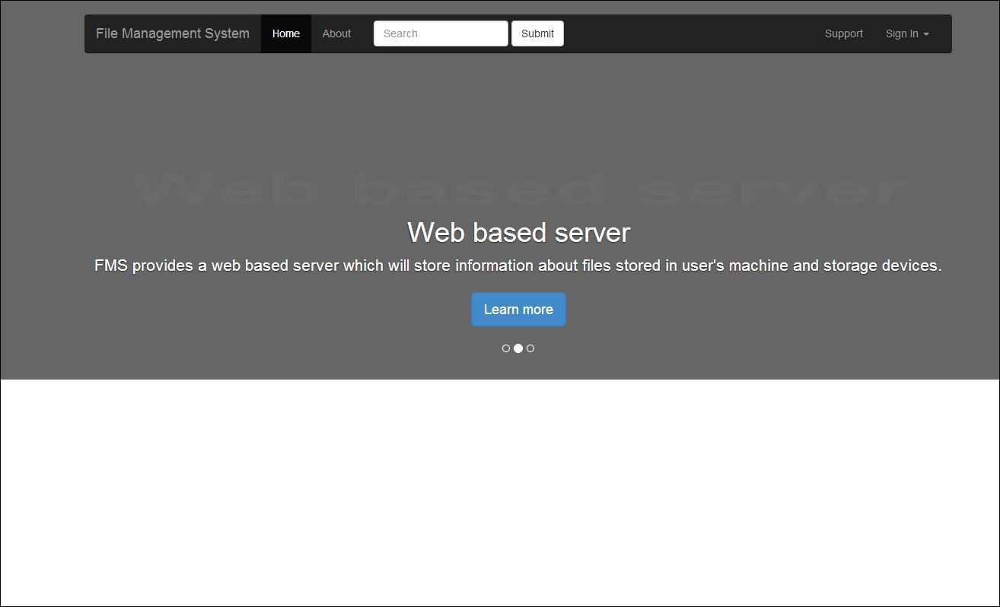 File Management System Home About Search Submit Support Sign In
Web based server
Web based server
FMS provides a web based server which will store information about files stored in user's machine and storage devices.
Learn more